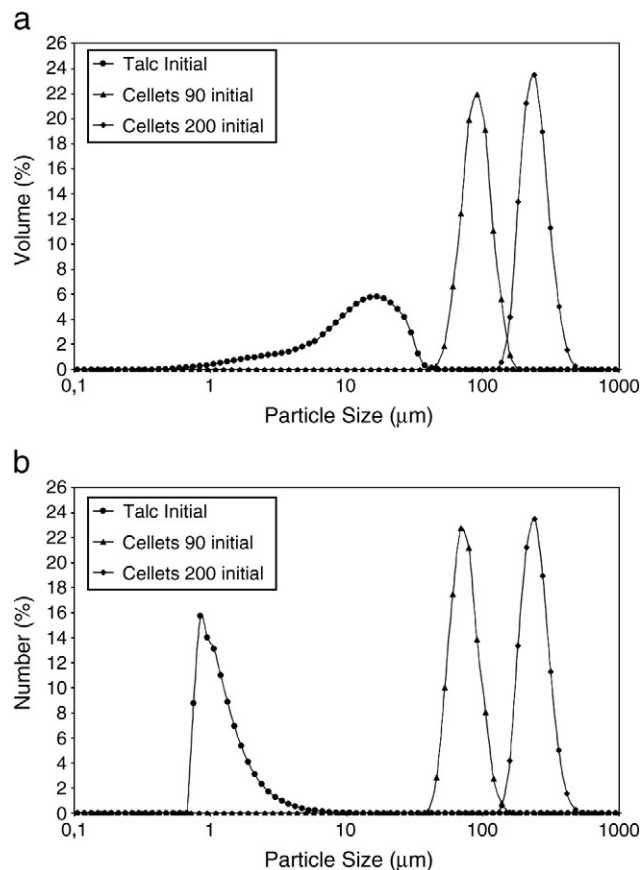 a
26
24
22
20
18
16
14
12
10
8
6
4
2
0
Volume (%)
Talc Initial
Cellets 90 initial
Cellets 200 initial
0,1 1 10 100 1000
Particle Size (μm)
b
26
24
22
20
18
16
14
12
10
8
6
4
2
0
Number (%)
Talc Initial
Cellets 90 initial
Cellets 200 initial
0,1 1 10 100 1000
Particle Size (μm)